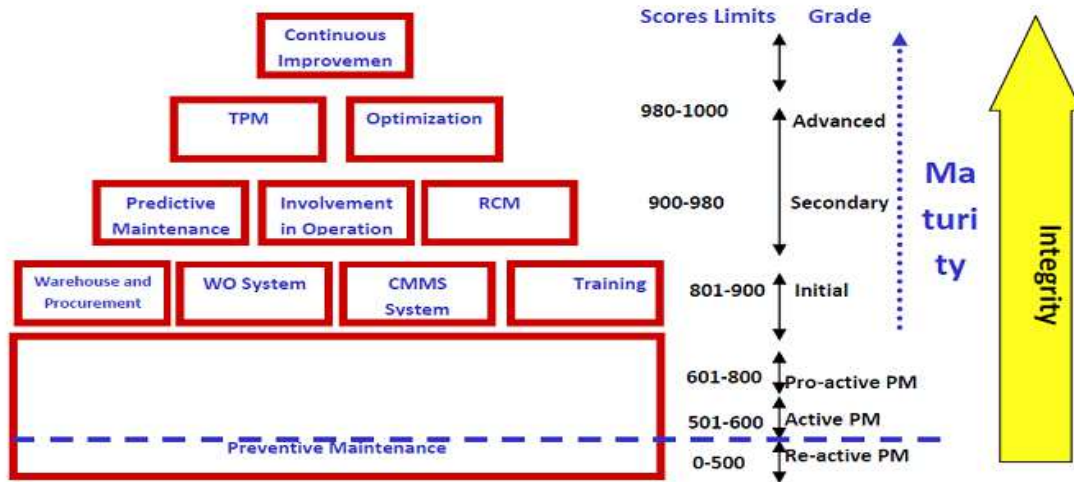 Scores Limits Grade
Continuous
Improvemen
TPM
Optimization
980-1000
Advanced
Predictive
Maintenance
Involvement
in Operation
RCM
900-980
Secondary
Ma
turi
ty
Warehouse and
Procurement
WO System
CMMS
System
Training
801-900
Initial
Integrity
601-800
Pro-active PM
501-600
Active PM
Preventive Maintenance
0-500
Re-active PM